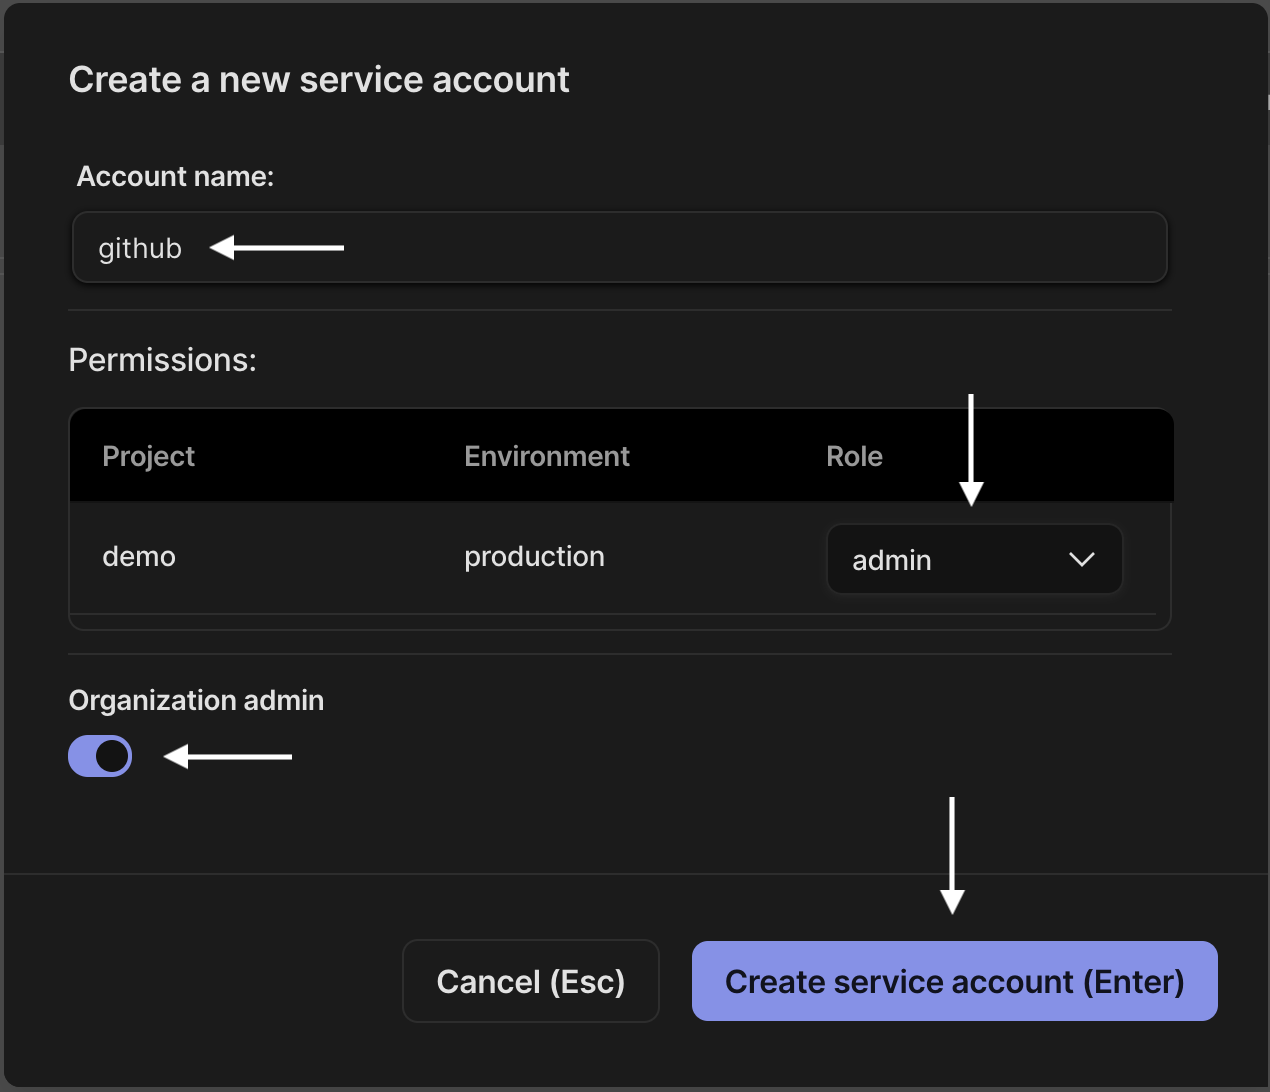 Create a new service account
Account name:
github
Permissions:
Project Environment Role
demo production admin
Organization admin
Cancel (Esc) Create service account (Enter)